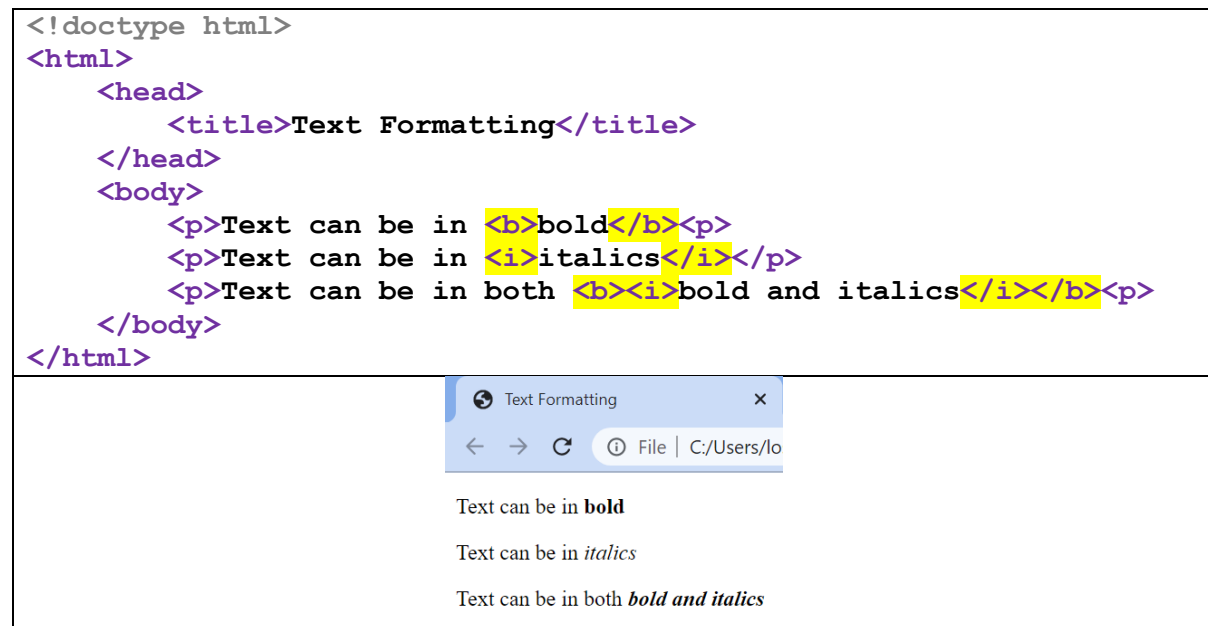 <!doctype html>
<html>
    <head>
        <title>Text Formatting</title>
    </head>
    <body>
        <p>Text can be in <b>bold</b><p>
        <p>Text can be in <i>italics</i></p>
        <p>Text can be in both <b><i>bold and italics</i></b><p>
    </body>
</html>
Text Formatting
File | C:/Users/lo
Text can be in bold
Text can be in italics
Text can be in both bold and italics